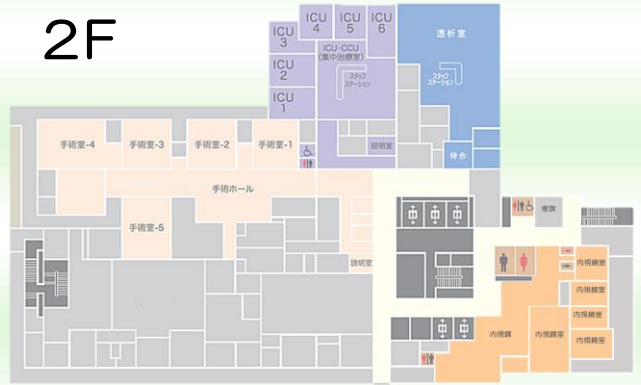 2F
ICU
4
ICU
5
ICU
6
ICU
3
ICU
2
ICU
1
ICU·CCU
(集中治療室)
スタッフ
ステーション
透析室
スタッフ
ステーション
説明室
待合
手術室-4
手術室-3
手術室-2
手術室-1
手術ホール
手術室-5
説明室
家族
内視鏡室
内視鏡室
内視鏡室
内視鏡室
内視鏡
内視鏡室